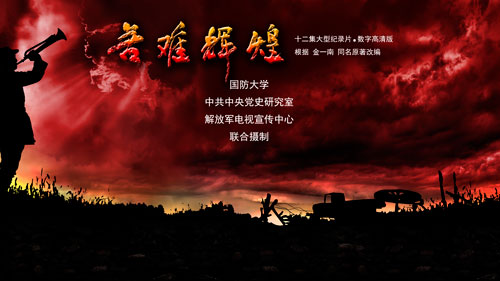 苦难辉煌
十二集大型纪录片●数字高清版
根据 金一南 同名原著改编
国防大学
中共中央党史研究室
解放军电视宣传中心
联合摄制